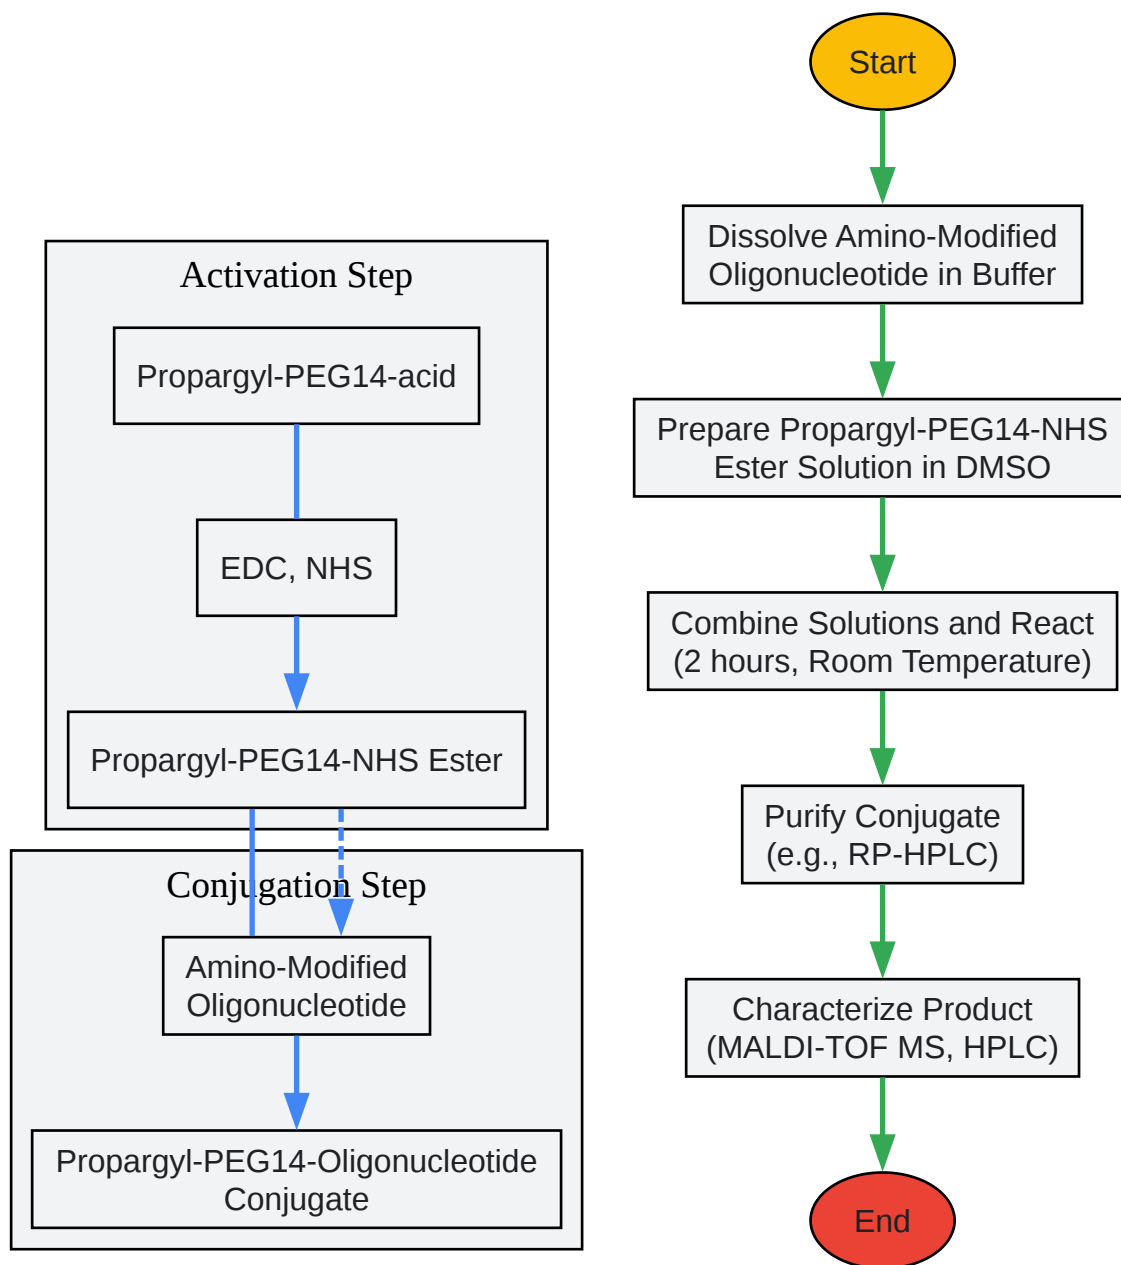 Activation Step
Propargyl-PEG14-acid
EDC, NHS
Propargyl-PEG14-NHS Ester
Conjugation Step
Amino-Modified
Oligonucleotide
Propargyl-PEG14-Oligonucleotide
Conjugate
Start
Dissolve Amino-Modified
Oligonucleotide in Buffer
Prepare Propargyl-PEG14-NHS
Ester Solution in DMSO
Combine Solutions and React
(2 hours, Room Temperature)
Purify Conjugate
(e.g., RP-HPLC)
Characterize Product
(MALDI-TOF MS, HPLC)
End